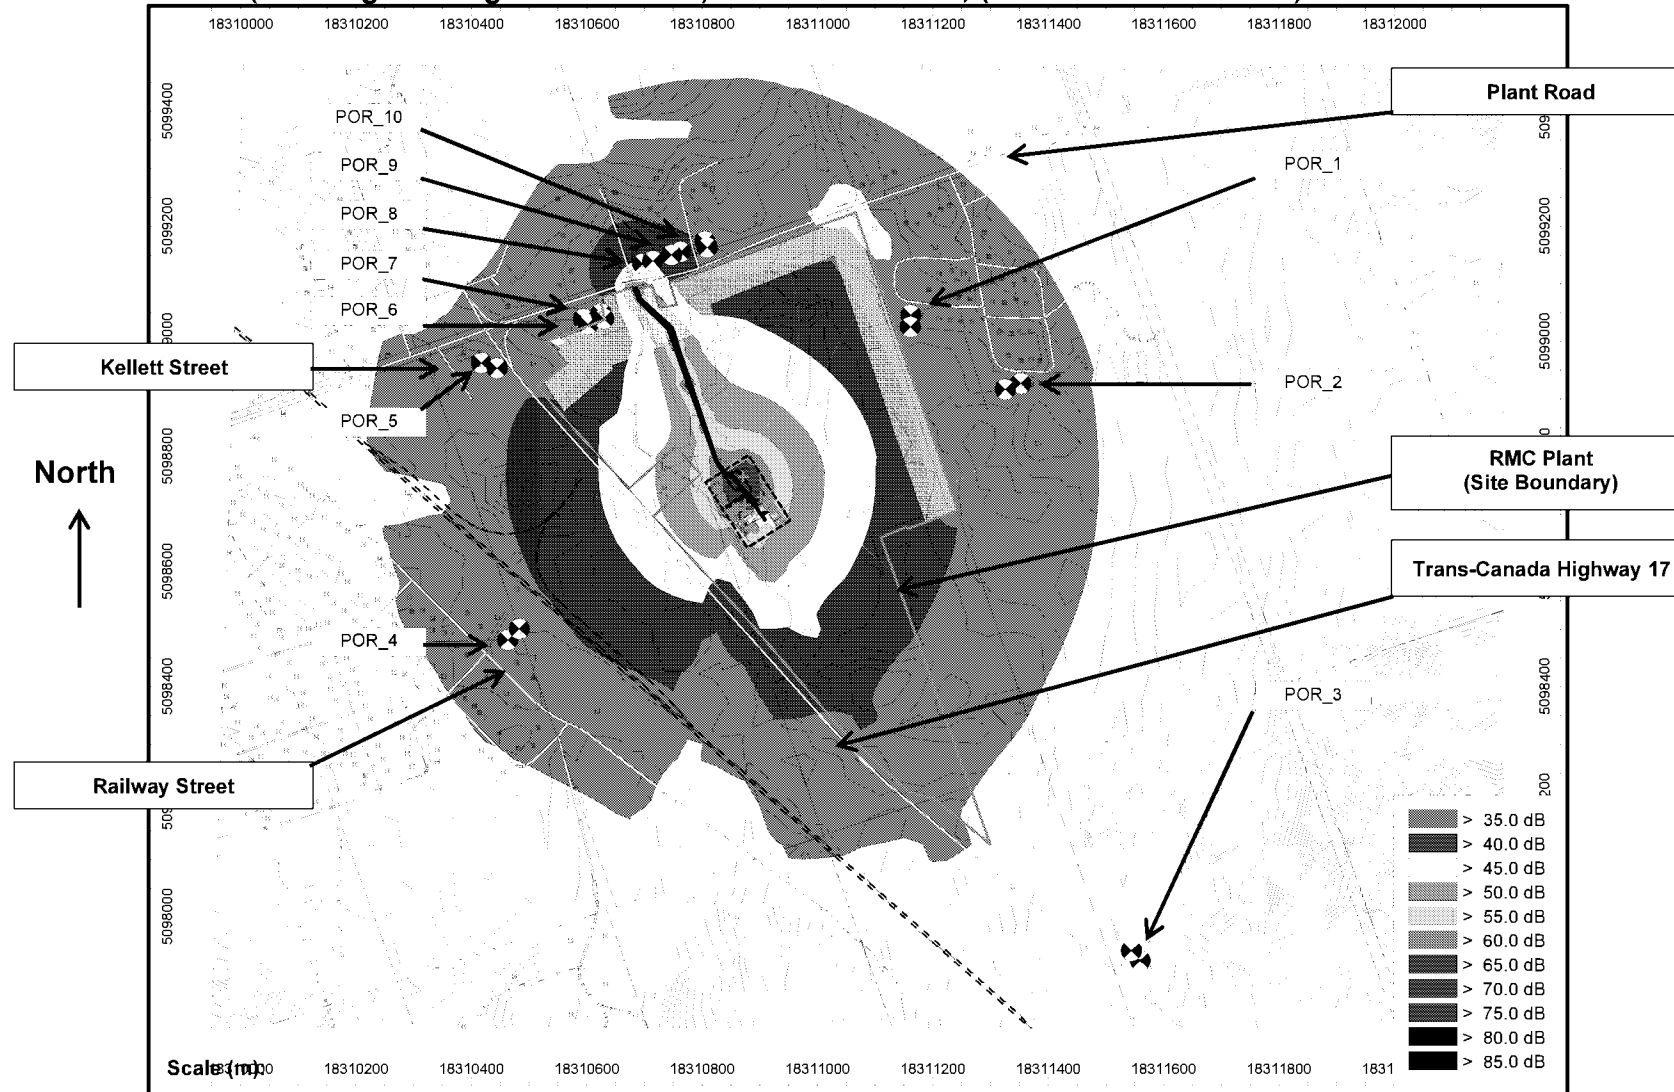 18310000 18310200 18310400 18310600 18310800 18311000 18311200 18311400 18311600 18311800 18312000
5099400
5099200
5099000
5098800
5098600
5098400
5098000
Plant Road
POR_1
5099200
5099000
POR_10
POR_9
POR_8
POR_7
POR_6
Kellett Street
POR_5
POR_2
North
RMC Plant
(Site Boundary)
Trans-Canada Highway 17
POR_4
5098400
POR_3
Railway Street
200
> 35.0 dB
> 40.0 dB
> 45.0 dB
> 50.0 dB
> 55.0 dB
> 60.0 dB
> 65.0 dB
> 70.0 dB
> 75.0 dB
> 80.0 dB
> 85.0 dB
Scale (m):
18310200 18310400 18310600 18310800 18311000 18311200 18311400 18311600 18311800 1831